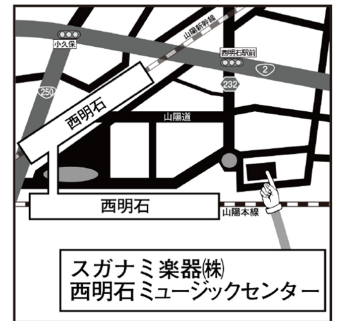 山陽新幹線
小久保
西明石駅前
2
250
232
西明石
山陽道
西明石
山陽本線
スガナミ楽器㈱
西明石ミュージックセンター